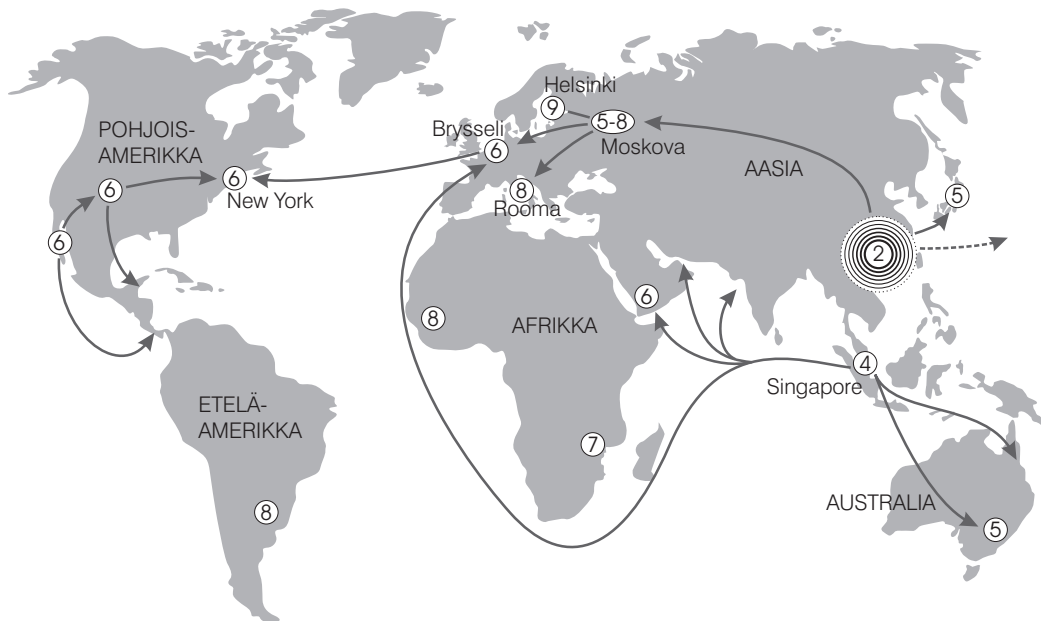 Helsinki
9
5-8
Brysseli
6
Moskova
POHJOIS-
AMERIKKA
AASIA
6
6
New York
8
Rooma
5
6
2
6
8
AFRIKKA
4
Singapore
ETELÄ-
AMERIKKA
7
8
AUSTRALIA
5